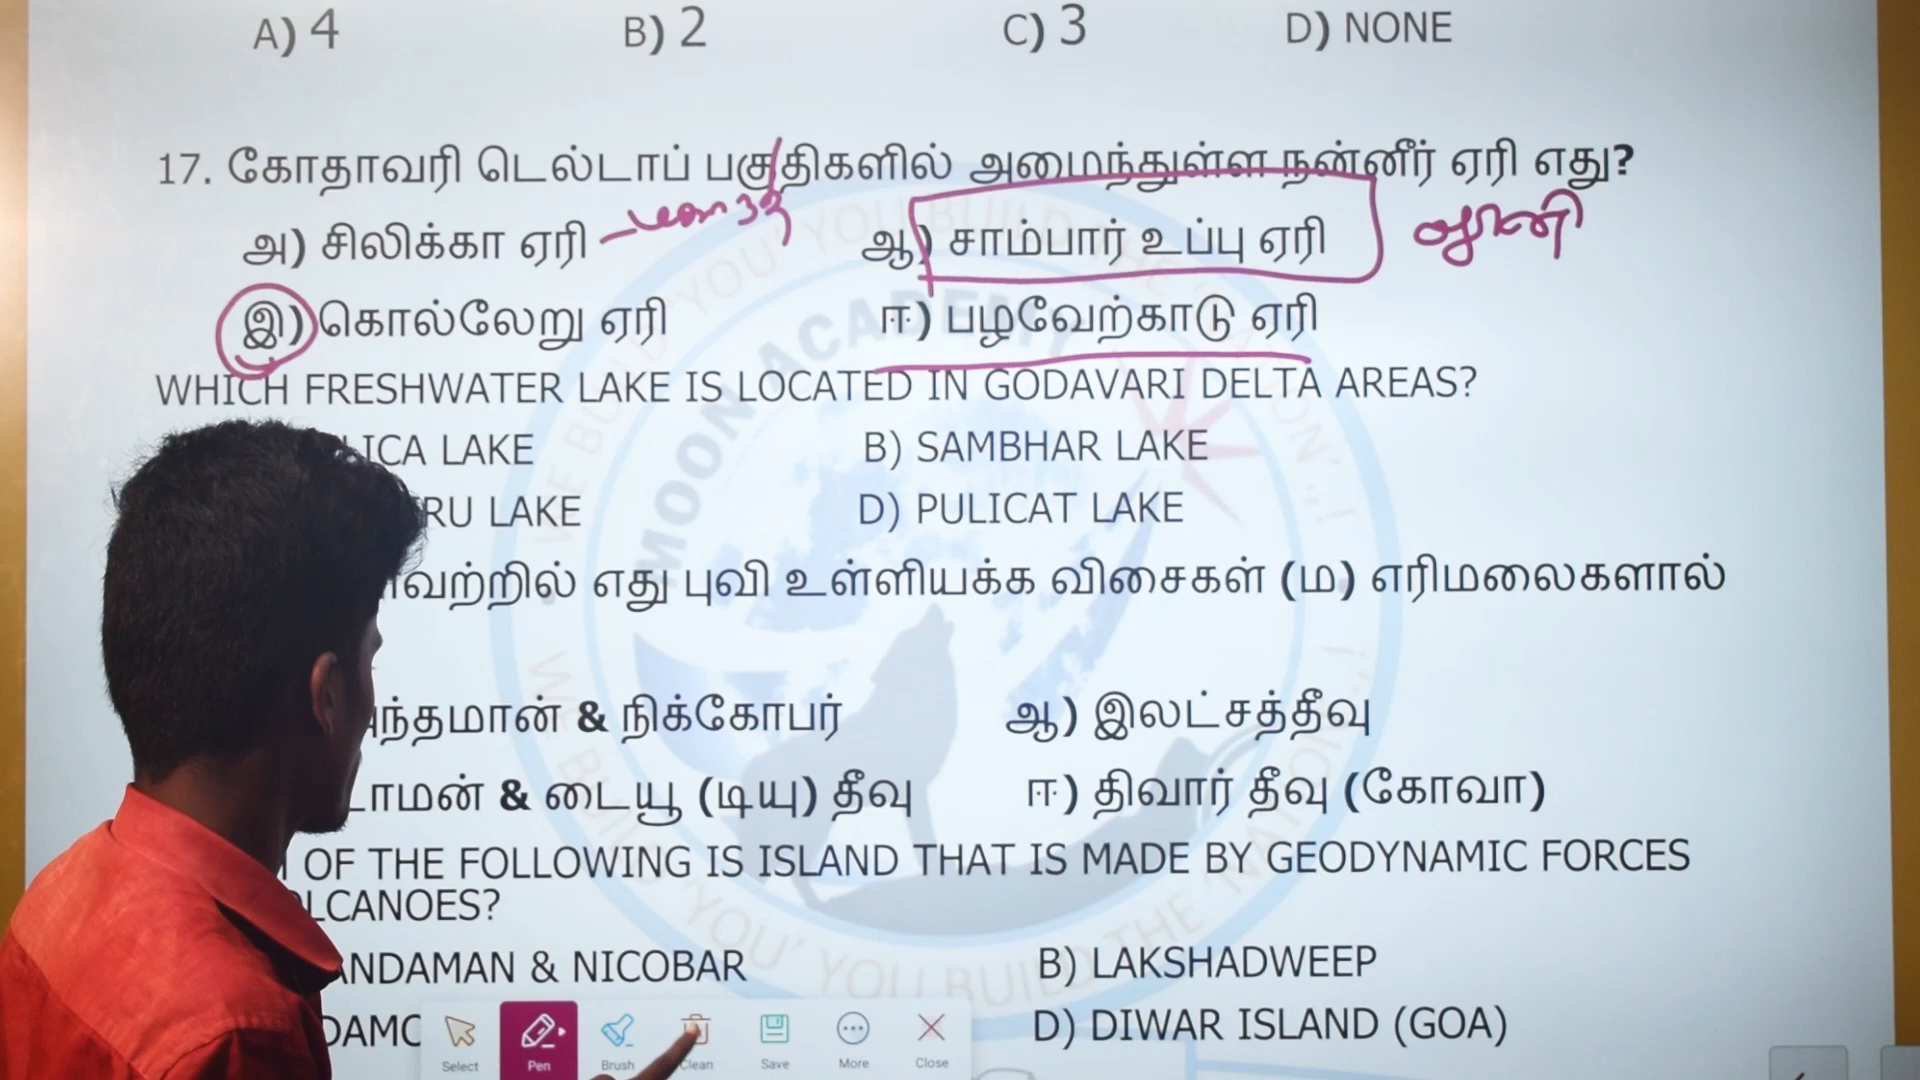 A) 4 B) 2 C) 3 D) NONE
17. கோதாவரி டெல்டாப் பகுதிகளில் அமைந்துள்ள நன்னீர் ஏரி எது?
அ) சிலிக்கா ஏரி ஆ) சாம்பார் உப்பு ஏரி
இ) கொல்லேறு ஏரி ஈ) பழவேற்காடு ஏரி
WHICH FRESHWATER LAKE IS LOCATED IN GODAVARI DELTA AREAS?
LICA LAKE B) SAMBHAR LAKE
RU LAKE D) PULICAT LAKE
வற்றில் எது புவி உள்ளியக்க விசைகள் (ம) எரிமலைகளால்
ந்தமான் & நிக்கோபர் ஆ) இலட்சத்தீவு
டாமன் & டையூ (டியு) தீவு ஈ) திவார் தீவு (கோவா)
OF THE FOLLOWING IS ISLAND THAT IS MADE BY GEODYNAMIC FORCES
LCANOES?
ANDAMAN & NICOBAR B) LAKSHADWEEP
DAMO D) DIWAR ISLAND (GOA)
Select Pen Brush Clean Save More Close
MOON ACADEMY